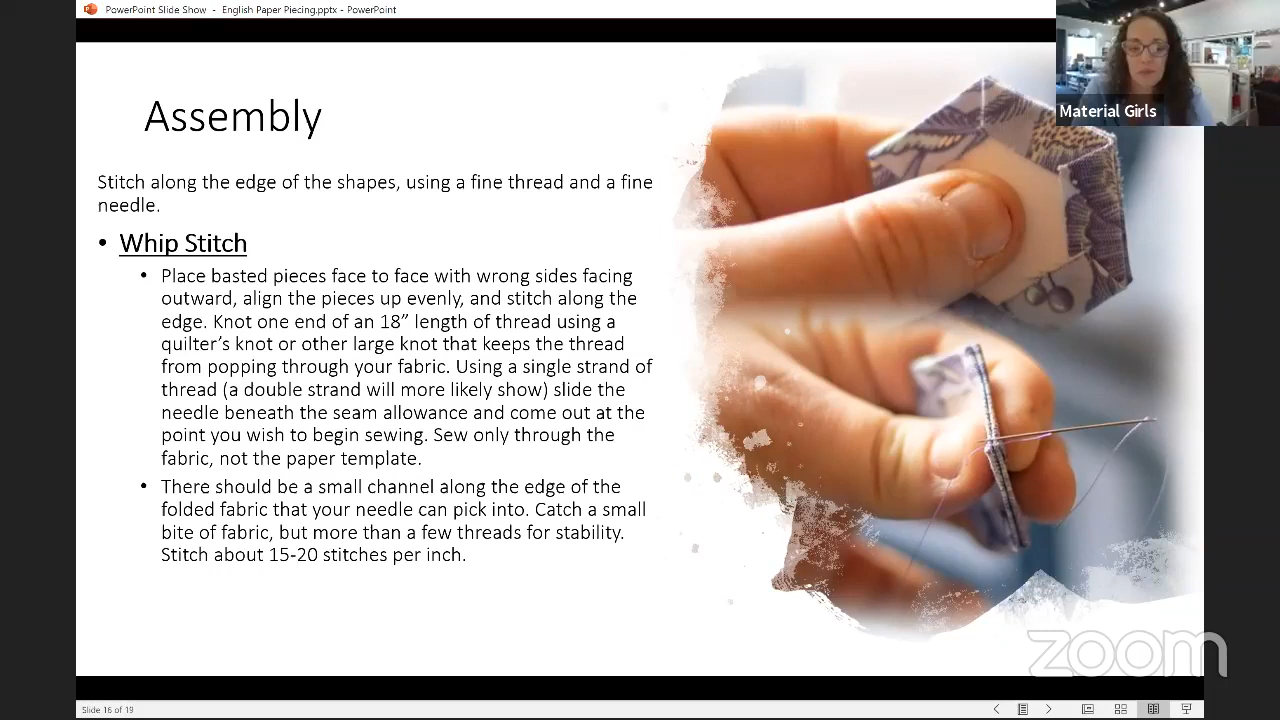 PowerPoint Slide Show - English Paper Piecing.pptx - PowerPoint
Material Girls
Assembly
Stitch along the edge of the shapes, using a fine thread and a fine
needle.
• Whip Stitch
• Place basted pieces face to face with wrong sides facing
outward, align the pieces up evenly, and stitch along the
edge. Knot one end of an 18” length of thread using a
quilter’s knot or other large knot that keeps the thread
from popping through your fabric. Using a single strand of
thread (a double strand will more likely show) slide the
needle beneath the seam allowance and come out at the
point you wish to begin sewing. Sew only through the
fabric, not the paper template.
• There should be a small channel along the edge of the
folded fabric that your needle can pick into. Catch a small
bite of fabric, but more than a few threads for stability.
Stitch about 15-20 stitches per inch.
zoom
Slide 16 of 19